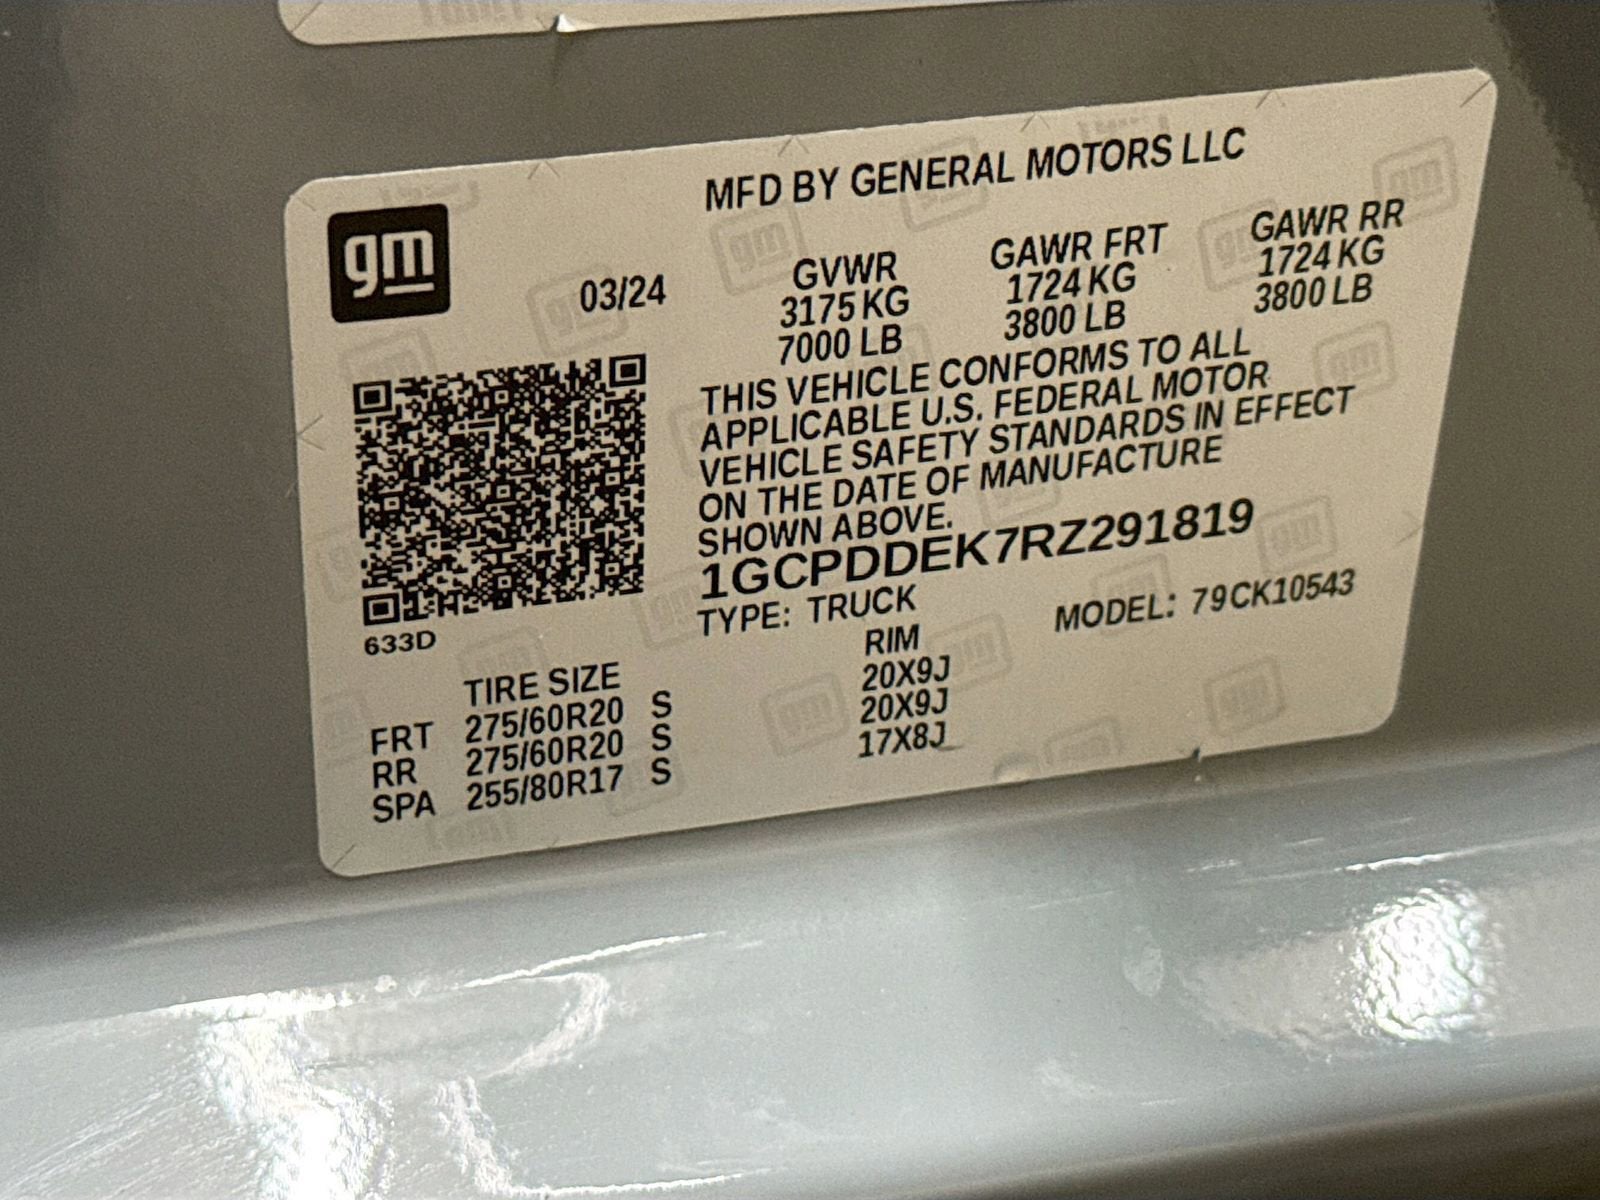 gm
MFD BY GENERAL MOTORS LLC
03/24
GVWR GAWR FRT GAWR RR
3175 KG 1724 KG 1724 KG
7000 LB 3800 LB 3800 LB
THIS VEHICLE CONFORMS TO ALL
APPLICABLE U.S. FEDERAL MOTOR
VEHICLE SAFETY STANDARDS IN EFFECT
ON THE DATE OF MANUFACTURE
SHOWN ABOVE.
1GCPDDEK7RZ291819
TYPE: TRUCK MODEL: 79CK10543
633D
TIRE SIZE RIM
FRT 275/60R20 S 20X9J
RR 275/60R20 S 20X9J
SPA 255/80R17 S 17X8J